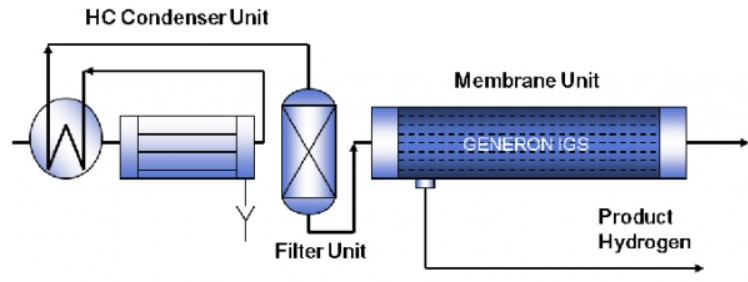 HC Condenser Unit
Membrane Unit
GENERON IGS
Filter Unit
Product
Hydrogen